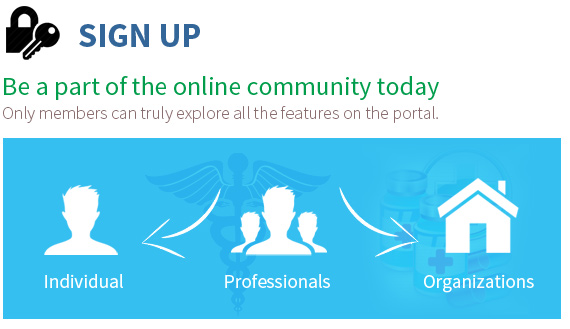 SIGN UP
Be a part of the online community today
Only members can truly explore all the features on the portal.
Individual
Professionals
Organizations